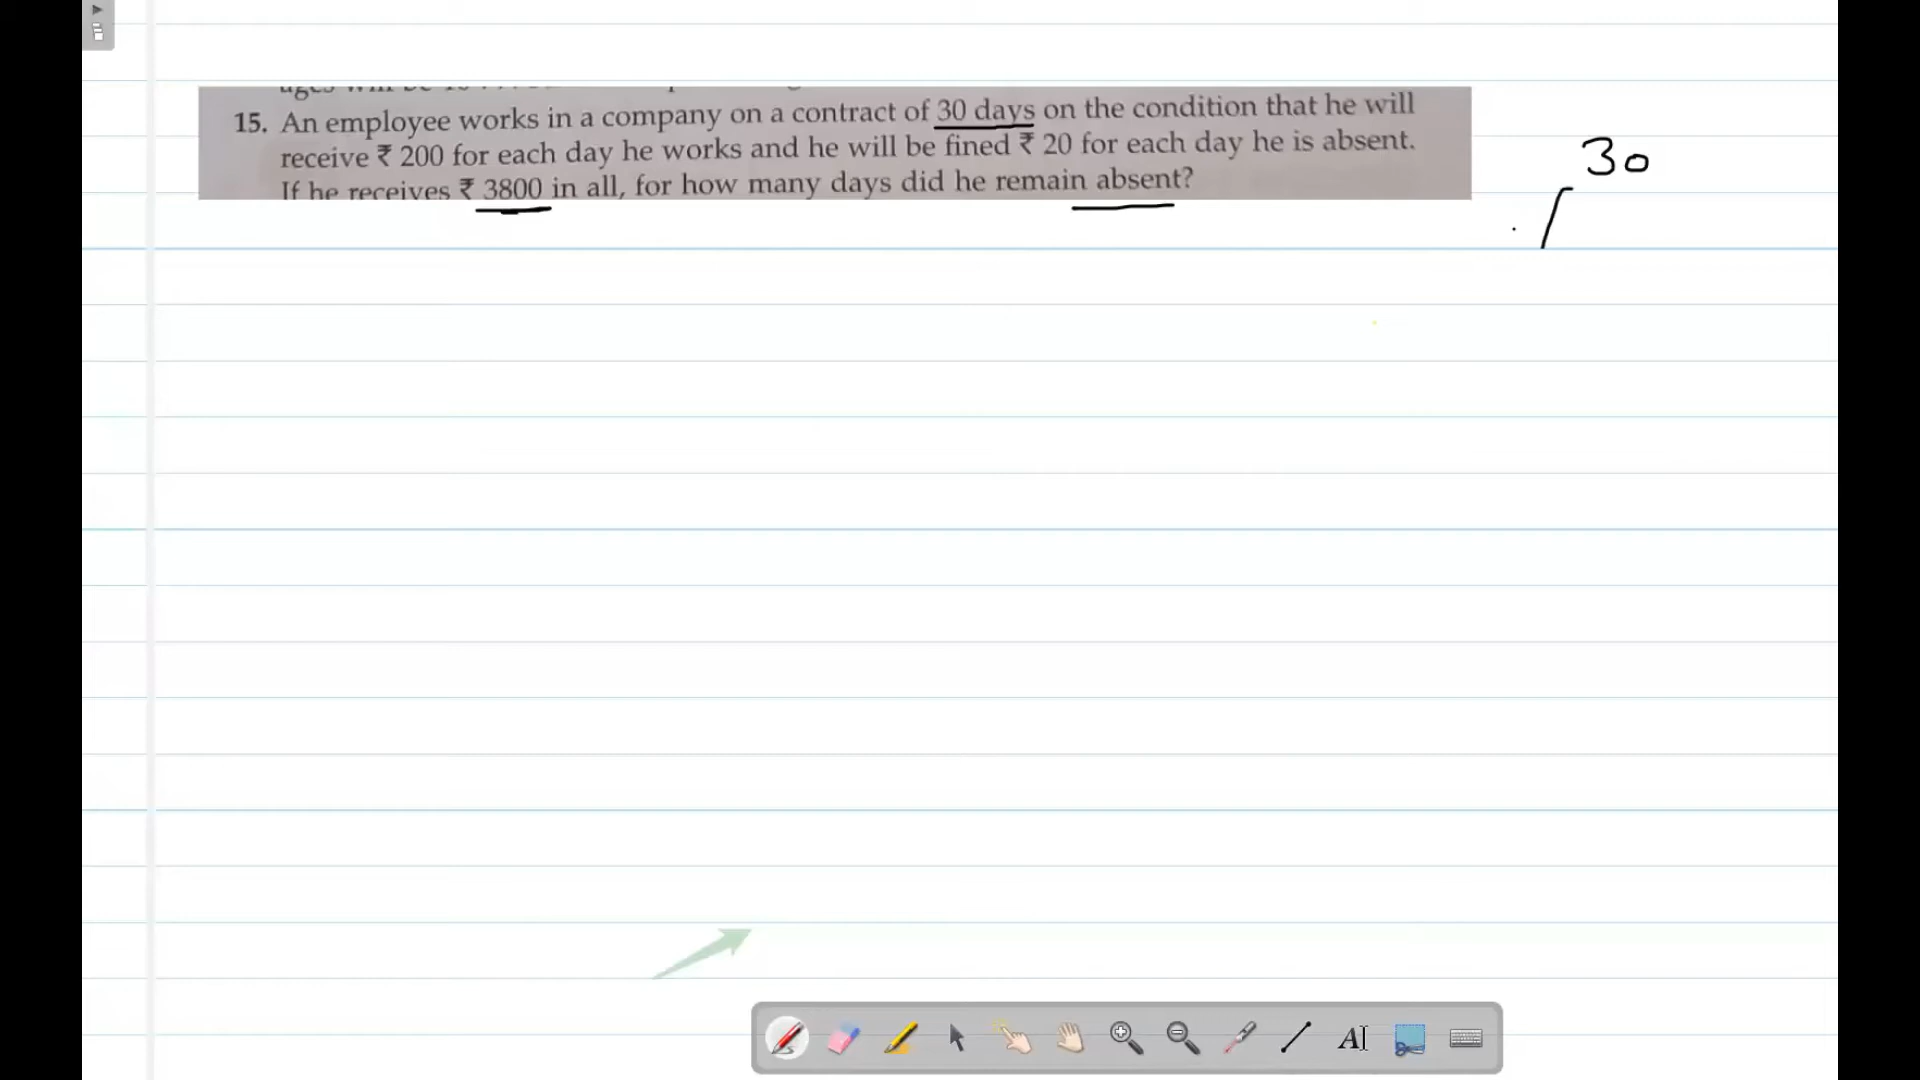 15. An employee works in a company on a contract of 30 days on the condition that he will
receive ₹ 200 for each day he works and he will be fined ₹ 20 for each day he is absent.
If he receives ₹ 3800 in all, for how many days did he remain absent?
30